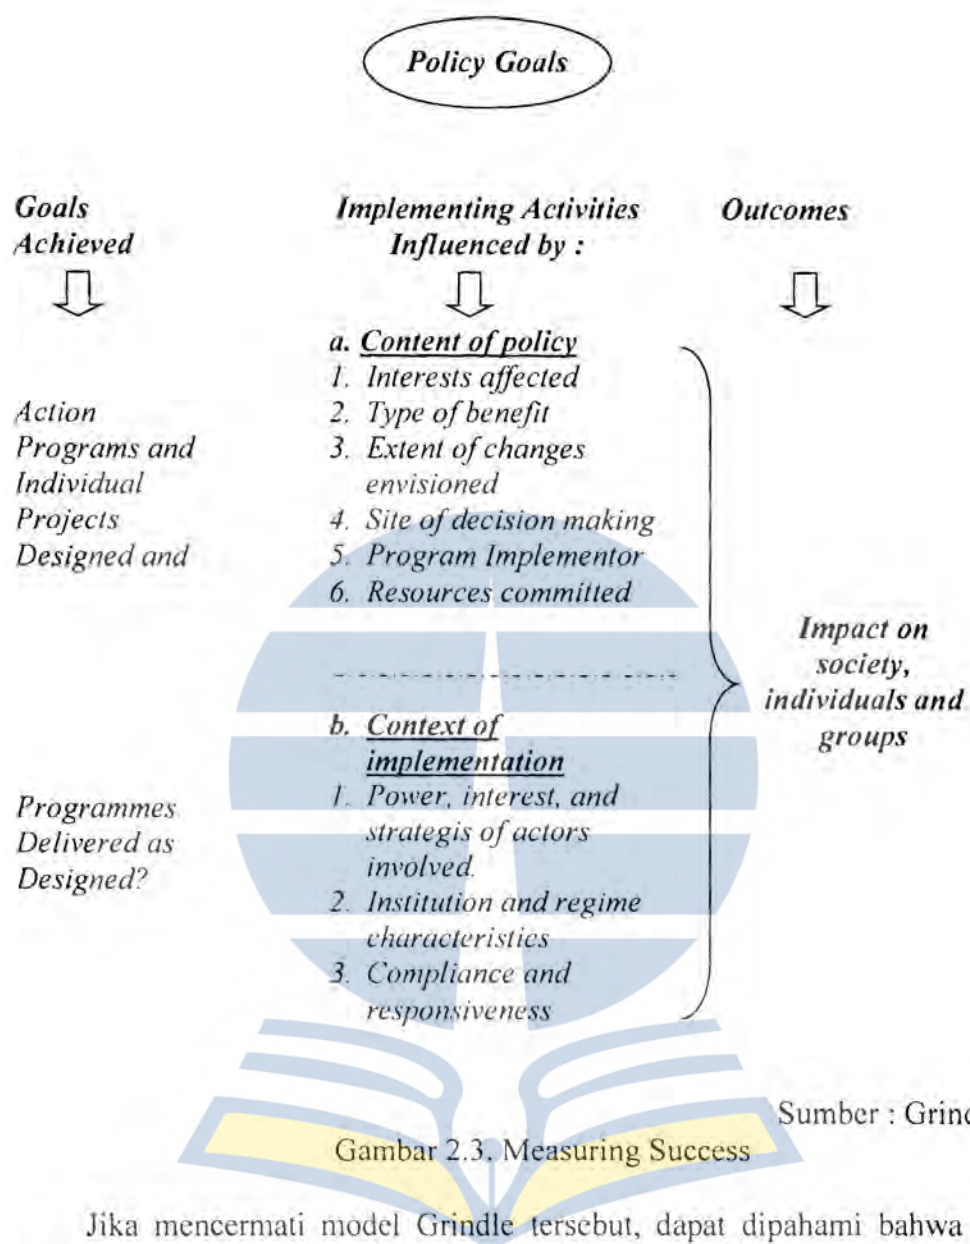 Policy Goals
Goals
Achieved
Implementing Activities
Influenced by :
Outcomes
Action
Programs and
Individual
Projects
Designed and
Programmes
Delivered as
Designed?
a. Content of policy
1. Interests affected
2. Type of benefit
3. Extent of changes
envisioned
4. Site of decision making
5. Program Implementor
6. Resources committed
b. Context of
implementation
1. Power, interest, and
strategis of actors
involved.
2. Institution and regime
characteristics
3. Compliance and
responsiveness
Impact on
society,
individuals and
groups
Sumber : Grind
Gambar 2.3. Measuring Success
Jika mencermati model Grindle tersebut, dapat dipahami bahwa